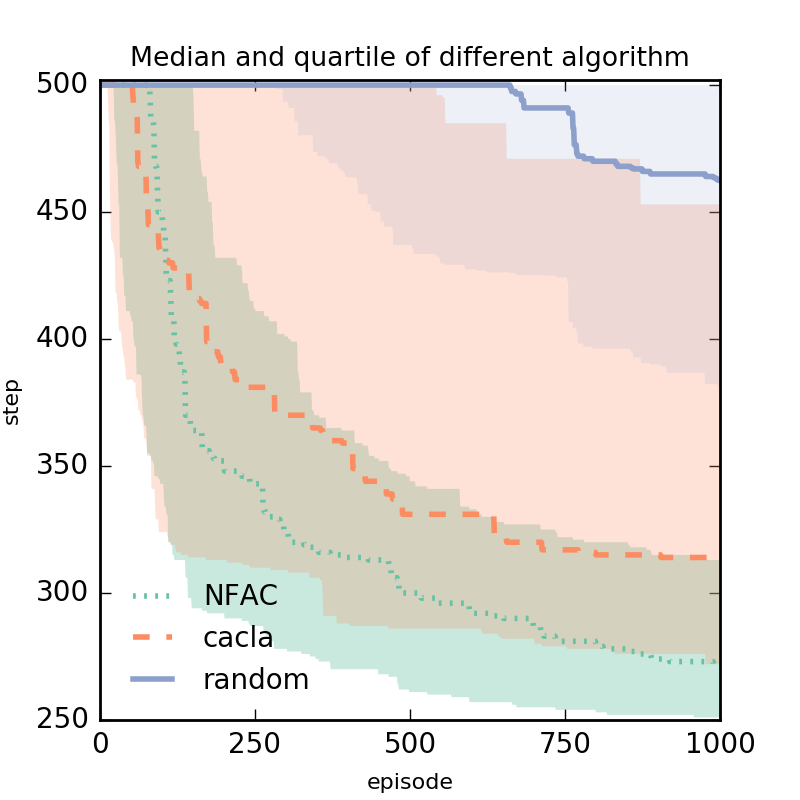 Median and quartile of different algorithm
500
450
400
350
300
250
step
NFAC
cacla
random
0 250 500 750 1000
episode